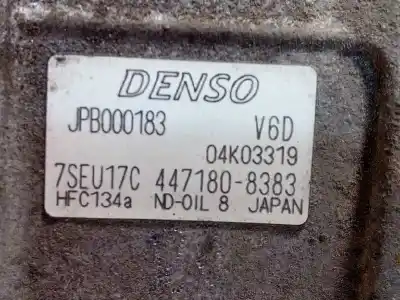 DENSO
JPB000183 V6D
04K03319
7SEU17C 447180-8383
HFC134a ND-OIL 8 JAPAN